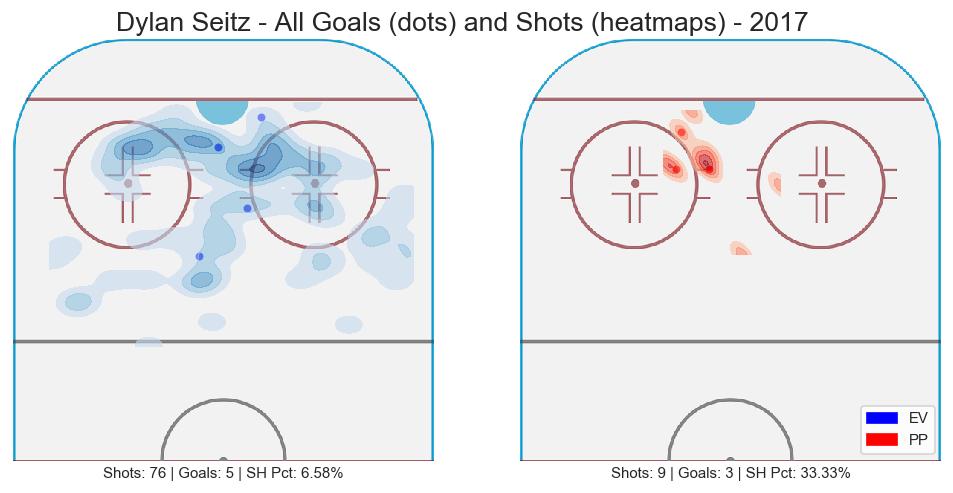 Dylan Seitz - All Goals (dots) and Shots (heatmaps) - 2017
EV
PP
Shots: 76 | Goals: 5 | SH Pct: 6.58%
Shots: 9 | Goals: 3 | SH Pct: 33.33%